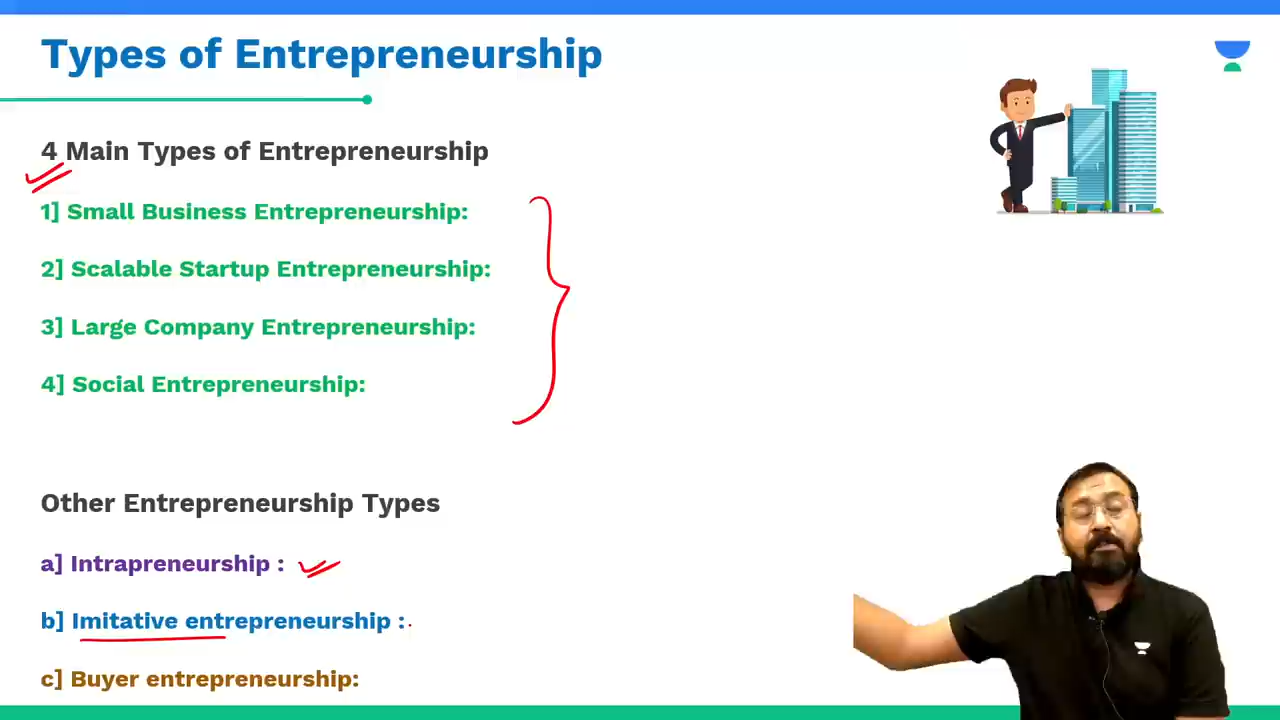 Types of Entrepreneurship
4 Main Types of Entrepreneurship
1] Small Business Entrepreneurship:
2] Scalable Startup Entrepreneurship:
3] Large Company Entrepreneurship:
4] Social Entrepreneurship:
Other Entrepreneurship Types
a] Intrapreneurship :
b] Imitative entrepreneurship :
c] Buyer entrepreneurship: